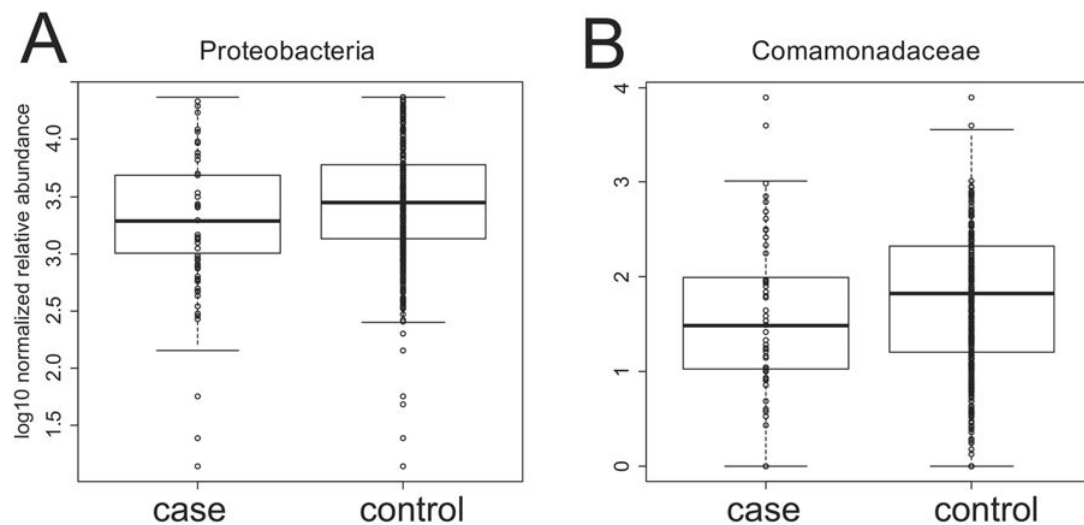 A
Proteobacteria
log10 normalized relative abundance
4.0
3.5
3.0
2.5
2.0
1.5
case
control
B
Comamonadaceae
4
3
2
1
0
case
control